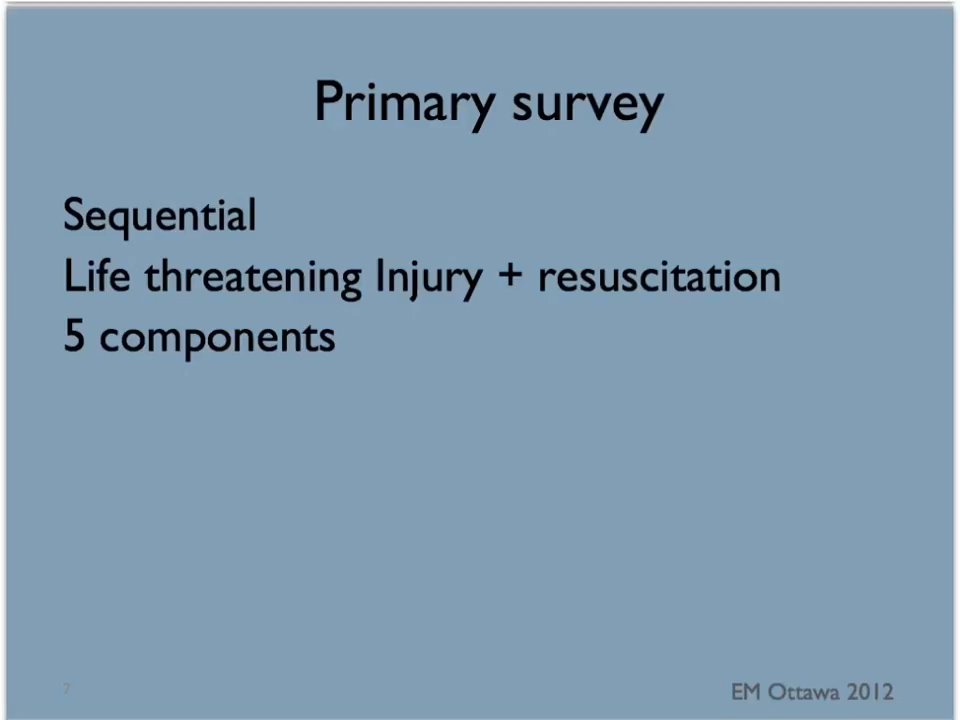 Primary survey
Sequential
Life threatening Injury + resuscitation
5 components
7
EM Ottawa 2012